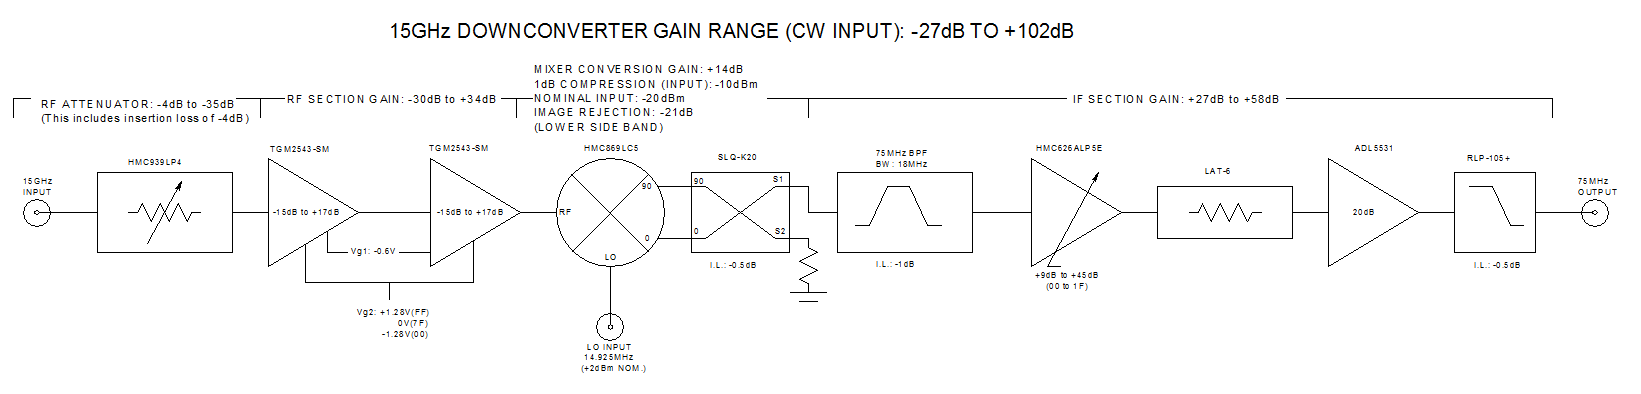 15GHz DOWNCONVERTER GAIN RANGE (CW INPUT): -27dB TO +102dB
RF ATTENUATOR: -4dB to -35dB
(This includes insertion loss of -4dB)
RF SECTION GAIN: -30dB to +34dB
MIXER CONVERSION GAIN: +14dB
1dB COMPRESSION (INPUT): -10dBm
NOMINAL INPUT: -20dBm
IMAGE REJECTION: -21dB
(LOWER SIDE BAND)
IF SECTION GAIN: +27dB to +58dB
15GHz
INPUT
HMC939LP4
TGM2543-SM
-15dB to +17dB
TGM2543-SM
-15dB to +17dB
Vg1: -0.6V
Vg2: +1.28V(FF)
0V(7F)
-1.28V(00)
HMC869LC5
RF
90
0
LO
LO INPUT
14.925MHz
(+2dBm NOM.)
SLQ-K20
90
S1
0
S2
I.L.: -0.5dB
75MHz BPF
BW: 18MHz
I.L.: -1dB
HMC626ALP5E
+9dB to +45dB
(00 to 1F)
LAT-6
ADL5531
20dB
RLP-105+
I.L.: -0.5dB
75MHz
OUTPUT